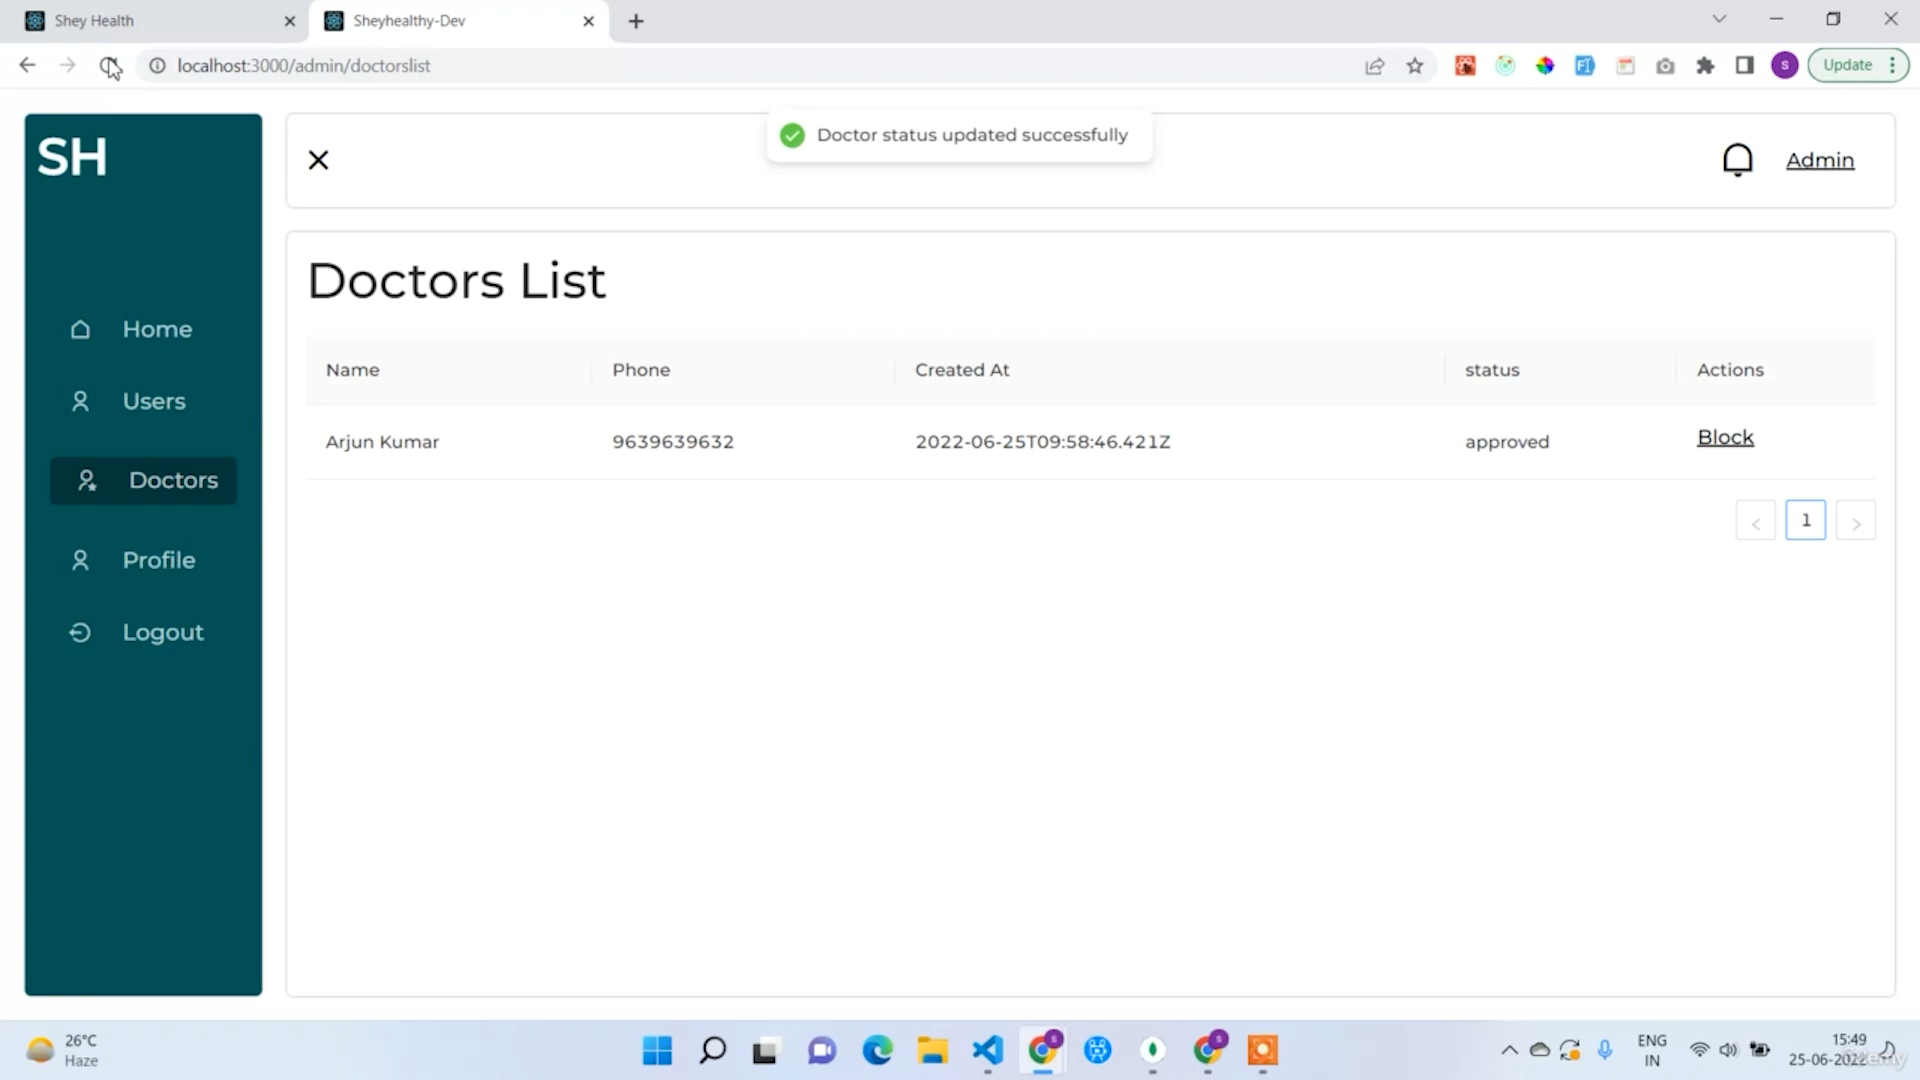 Shey Health
Sheyhealthy-Dev
localhost:3000/admin/doctorslist
S
Update
SH
Doctor status updated successfully
Admin
Home
Users
Doctors
Profile
Logout
Doctors List
Name Phone Created At status Actions
Arjun Kumar 9639639632 2022-06-25T09:58:46.421Z approved Block
< 1 >
26°C
Haze
ENG
IN
15:49
25-06-2022